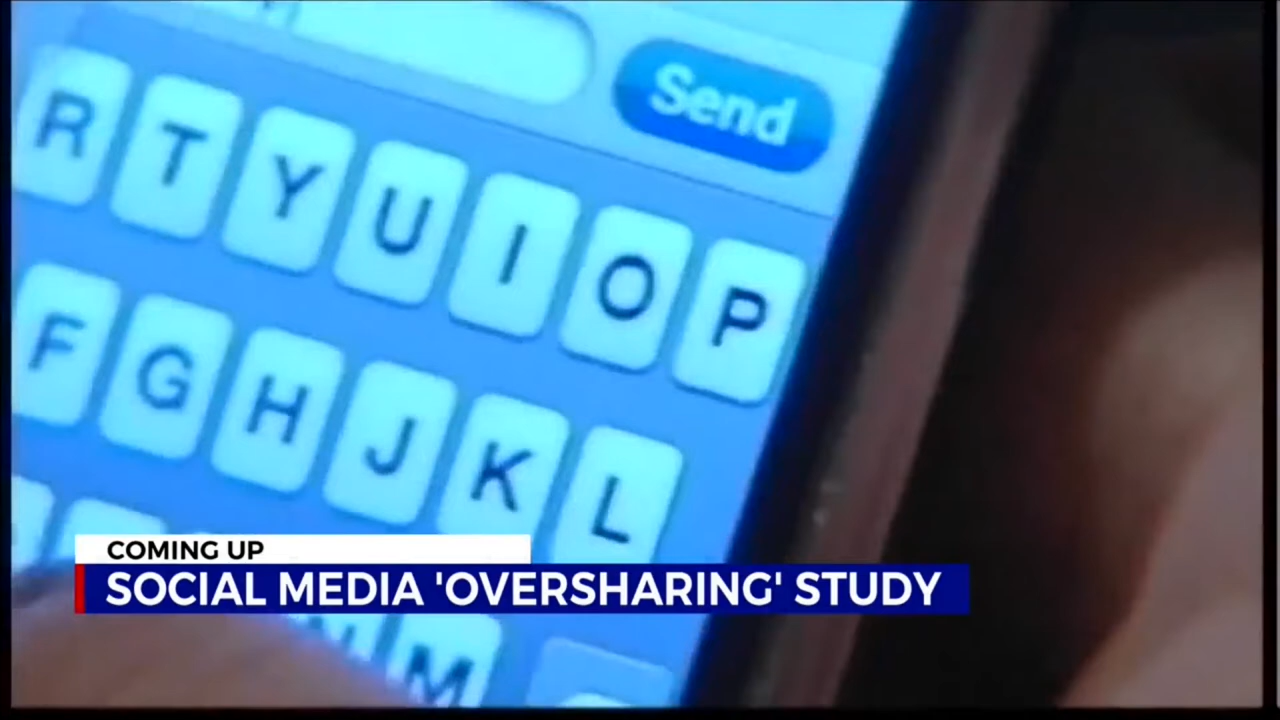 Send
R T Y U I O P
F G H J K L
COMING UP
SOCIAL MEDIA 'OVERSHARING' STUDY
N M